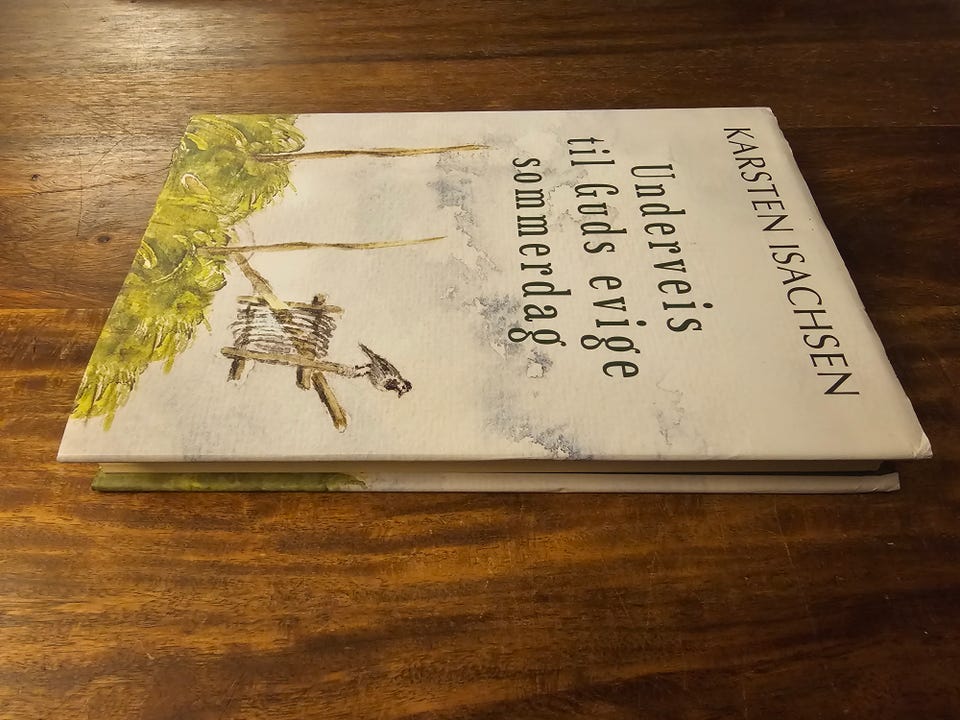 KARSTEN ISACHSEN
Underveis
til Guds evige
sommerdag